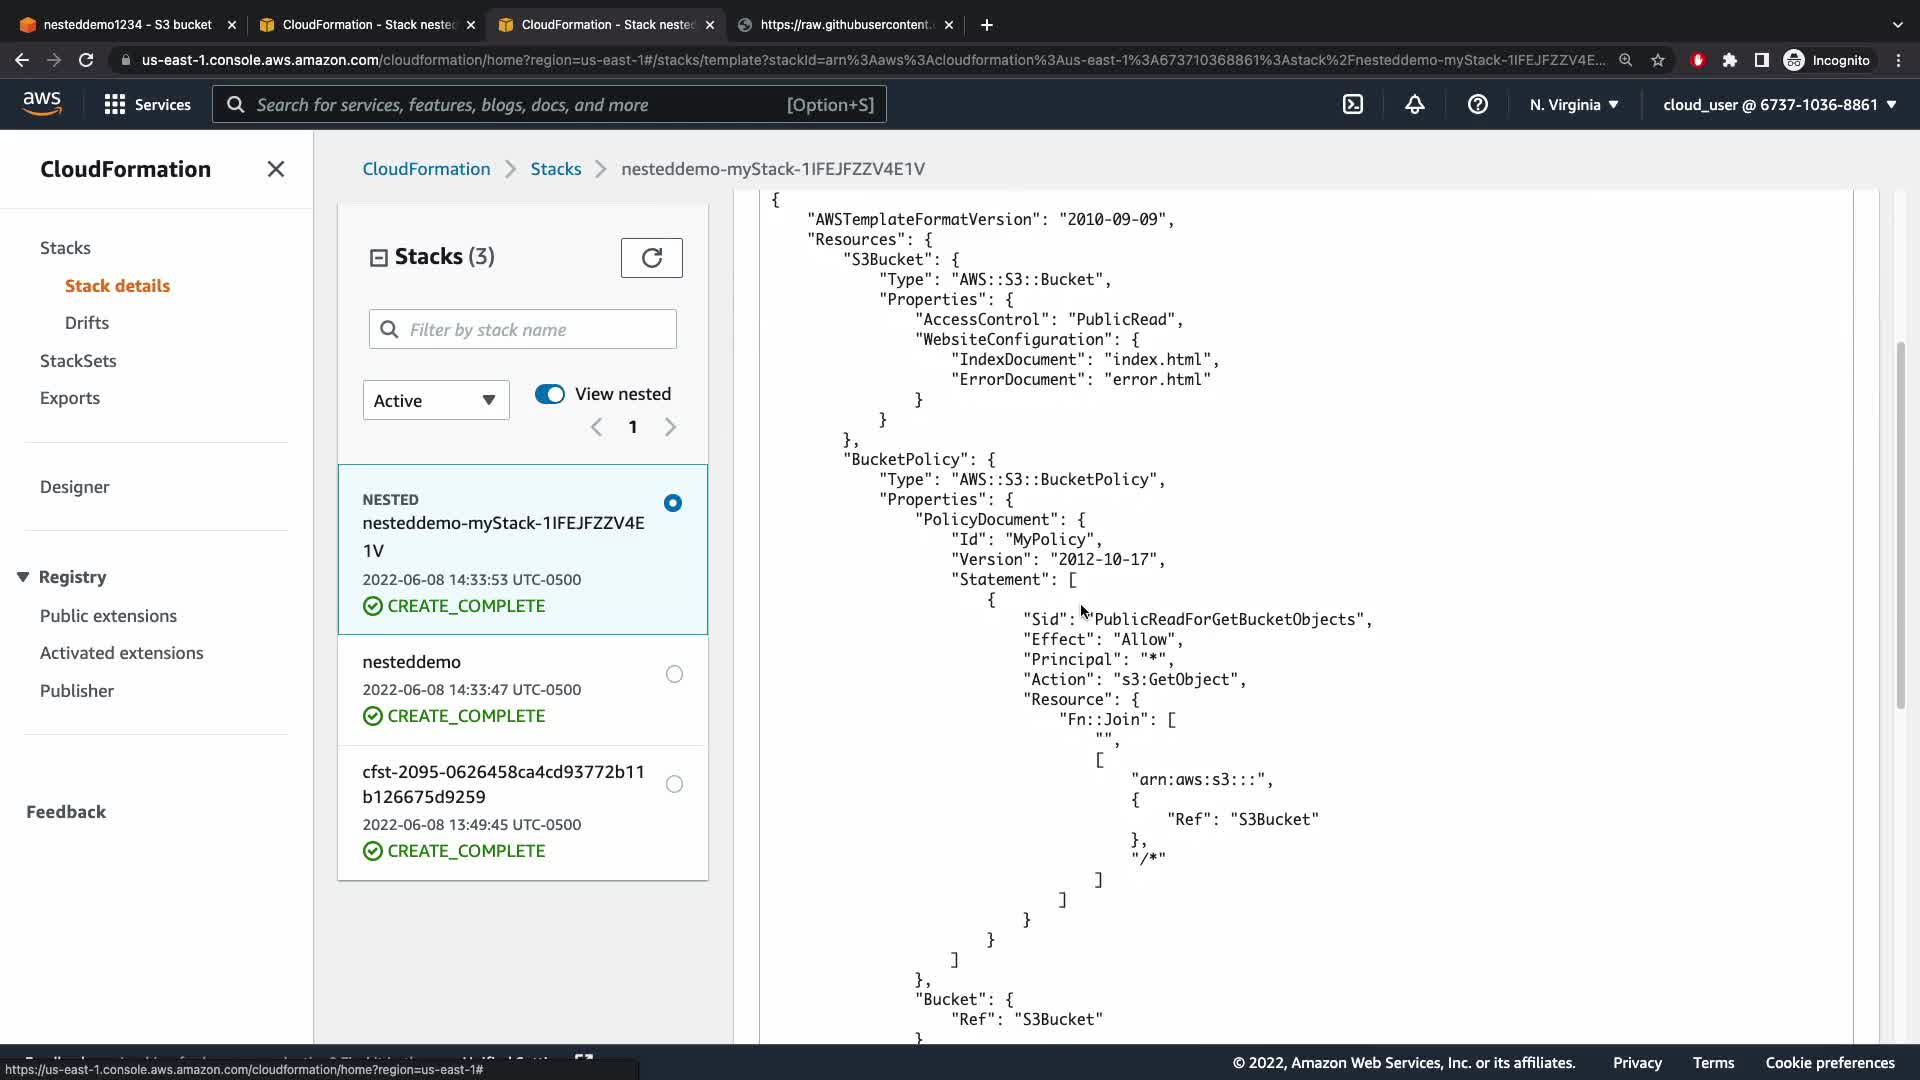 nesteddemo1234 - S3 bucket
CloudFormation - Stack neste
CloudFormation - Stack neste
https://raw.githubusercontent.
us-east-1.console.aws.amazon.com/cloudformation/home?region=us-east-1#/stacks/template?stackId=arn%3Aaws%3Acloudformation%3Aus-east-1%3A673710368861%3Astack%2Fnesteddemo-myStack-1IFEJFZZV4E...
Incognito
aws
Services
Search for services, features, blogs, docs, and more
[Option+S]
N. Virginia
cloud_user @ 6737-1036-8861
CloudFormation
Stacks
Stack details
Drifts
StackSets
Exports
Designer
Registry
Public extensions
Activated extensions
Publisher
Feedback
CloudFormation
Stacks
nesteddemo-myStack-1IFEJFZZV4E1V
Stacks (3)
Filter by stack name
Active
View nested
1
NESTED
nesteddemo-myStack-1IFEJFZZV4E
1V
2022-06-08 14:33:53 UTC-0500
CREATE_COMPLETE
nesteddemo
2022-06-08 14:33:47 UTC-0500
CREATE_COMPLETE
cfst-2095-0626458ca4cd93772b11
b126675d9259
2022-06-08 13:49:45 UTC-0500
CREATE_COMPLETE
{
"AWSTemplateFormatVersion": "2010-09-09",
"Resources": {
"S3Bucket": {
"Type": "AWS::S3::Bucket",
"Properties": {
"AccessControl": "PublicRead",
"WebsiteConfiguration": {
"IndexDocument": "index.html",
"ErrorDocument": "error.html"
}
}
},
"BucketPolicy": {
"Type": "AWS::S3::BucketPolicy",
"Properties": {
"PolicyDocument": {
"Id": "MyPolicy",
"Version": "2012-10-17",
"Statement": [
{
"Sid": "PublicReadForGetBucketObjects",
"Effect": "Allow",
"Principal": "*",
"Action": "s3:GetObject",
"Resource": {
"Fn::Join": [
"",
[
"arn:aws:s3:::",
{
"Ref": "S3Bucket"
},
"/*"
]
]
}
}
]
},
"Bucket": {
"Ref": "S3Bucket"
}
https://us-east-1.console.aws.amazon.com/cloudformation/home?region=us-east-1#
© 2022, Amazon Web Services, Inc. or its affiliates.
Privacy
Terms
Cookie preferences